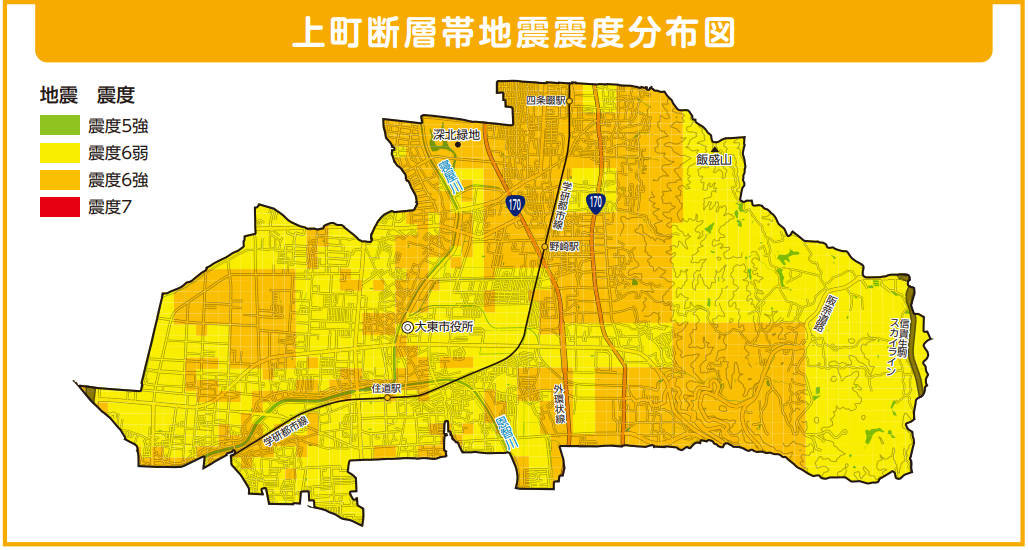 上町断層帯地震震度分布図
地震 震度
震度5強
震度6弱
震度6強
震度7
四条畷駅
深北緑地
飯盛山
寝屋川
170
170
学研都市線
野崎駅
阪奈道路
信貴生駒
スカイライン
大東市役所
住道駅
外環状線
学研都市線
恩智川